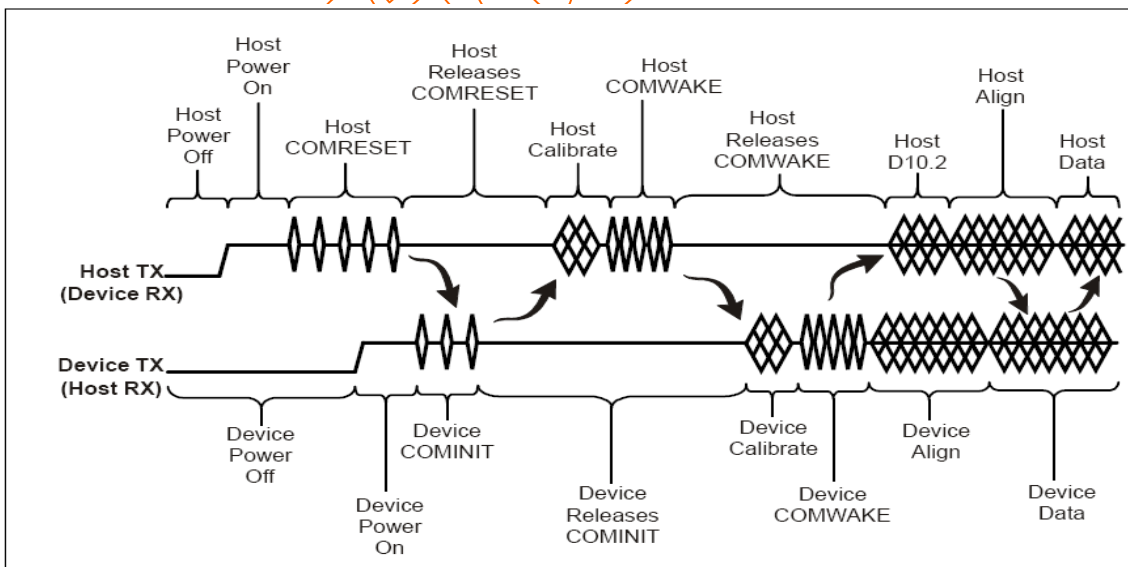 Host
Power
Off
Host
Power
On
Host
COMRESET
Host
Releases
COMRESET
Host
Calibrate
Host
COMWAKE
Host
Releases
COMWAKE
Host
D10.2
Host
Align
Host
Data
Host TX
(Device RX)
Device TX
(Host RX)
Device
Power
Off
Device
Power
On
Device
COMINIT
Device
Releases
COMINIT
Device
Calibrate
Device
COMWAKE
Device
Align
Device
Data